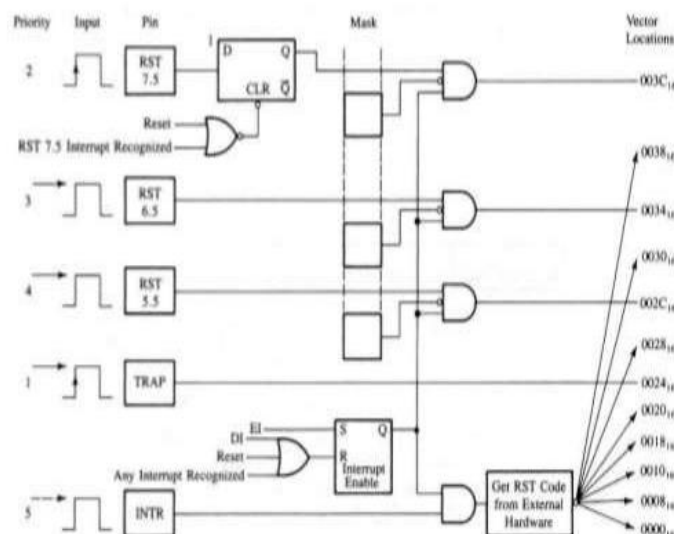 Priority Input Pin Mask Vector Locations
2 RST 7.5 1 D Q 003C16
CLR Q̅
Reset
RST 7.5 Interrupt Recognized
003816
3 RST 6.5 003416
003016
4 RST 5.5 002C16
002816
1 TRAP 002416
EI S Q 002016
DI
Reset R 001816
Any Interrupt Recognized Interrupt Enable 001016
5 INTR Get RST Code from External Hardware 000816
000016